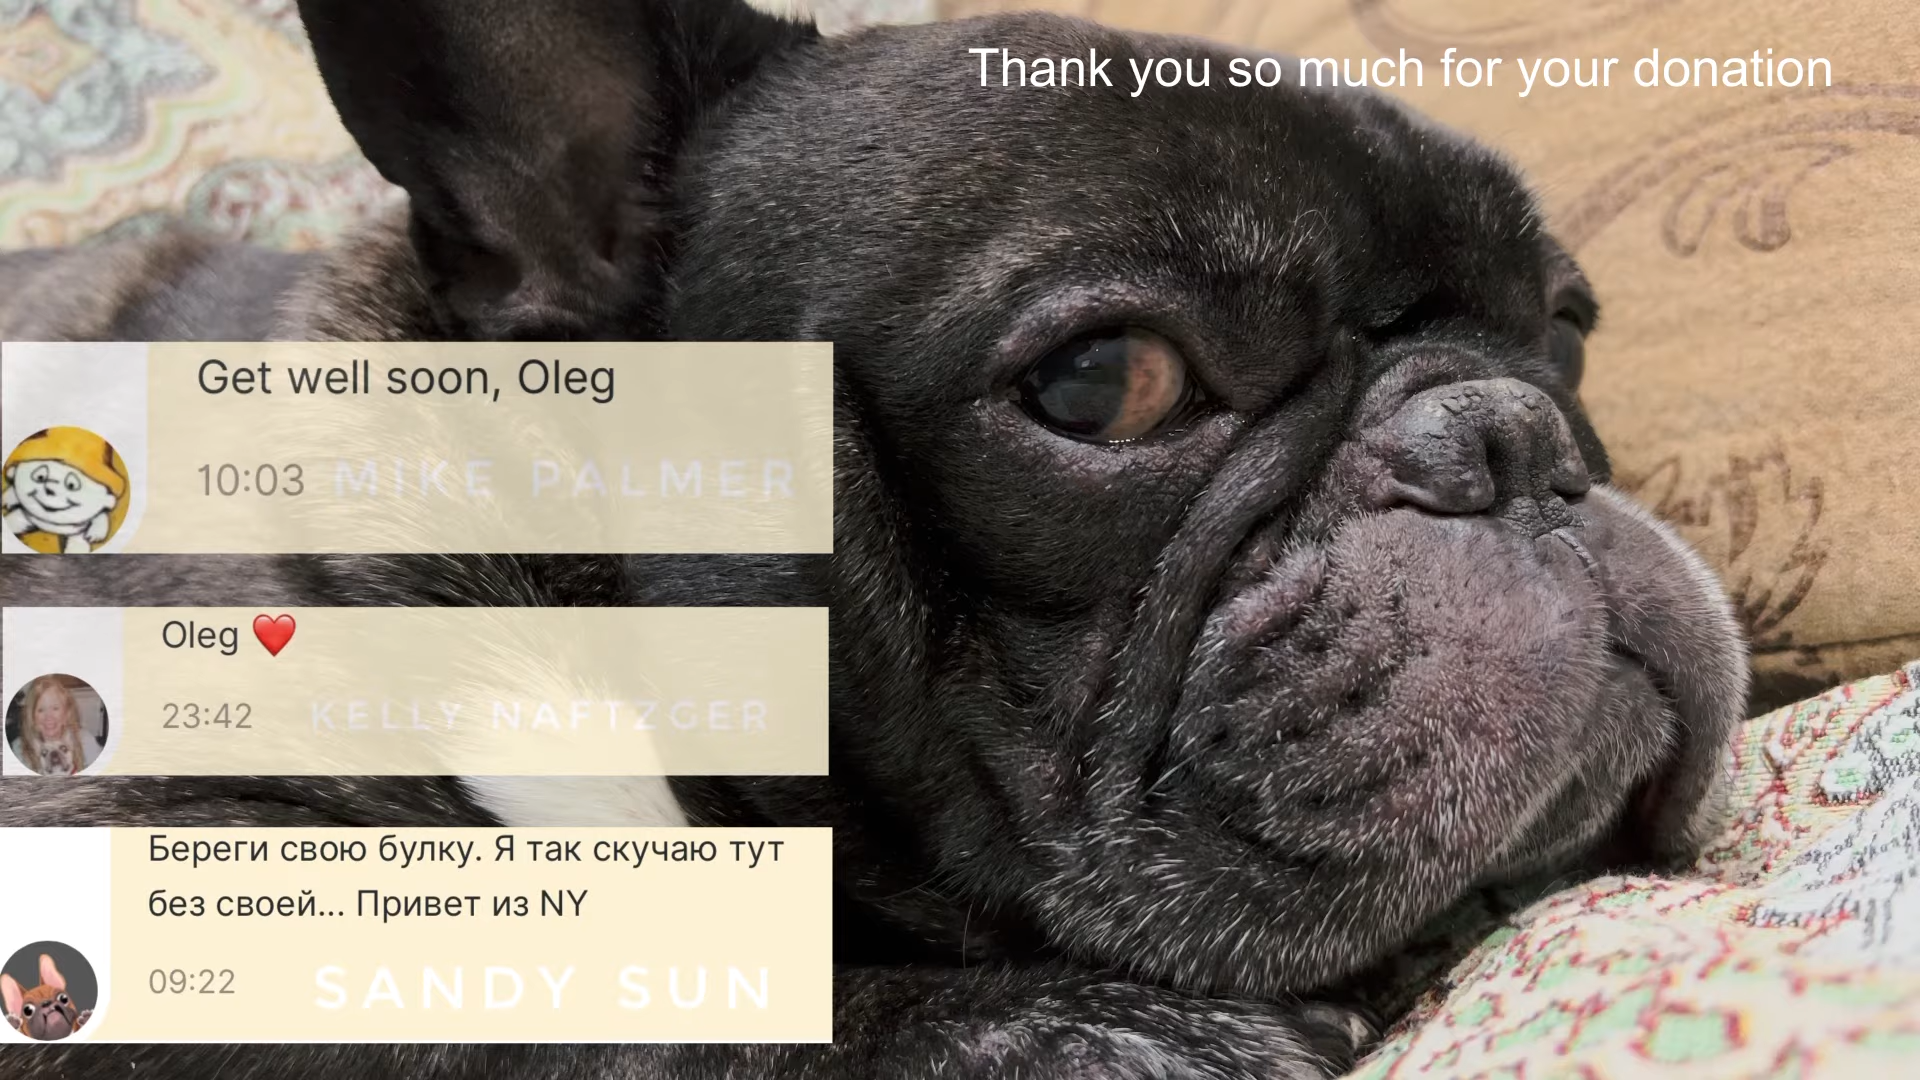 Thank you so much for your donation
Get well soon, Oleg
10:03 MIKE PALMER
Oleg ❤️
23:42 KELLY NAFTZGER
Береги свою булку. Я так скучаю тут
без своей... Привет из NY
09:22 SANDY SUN